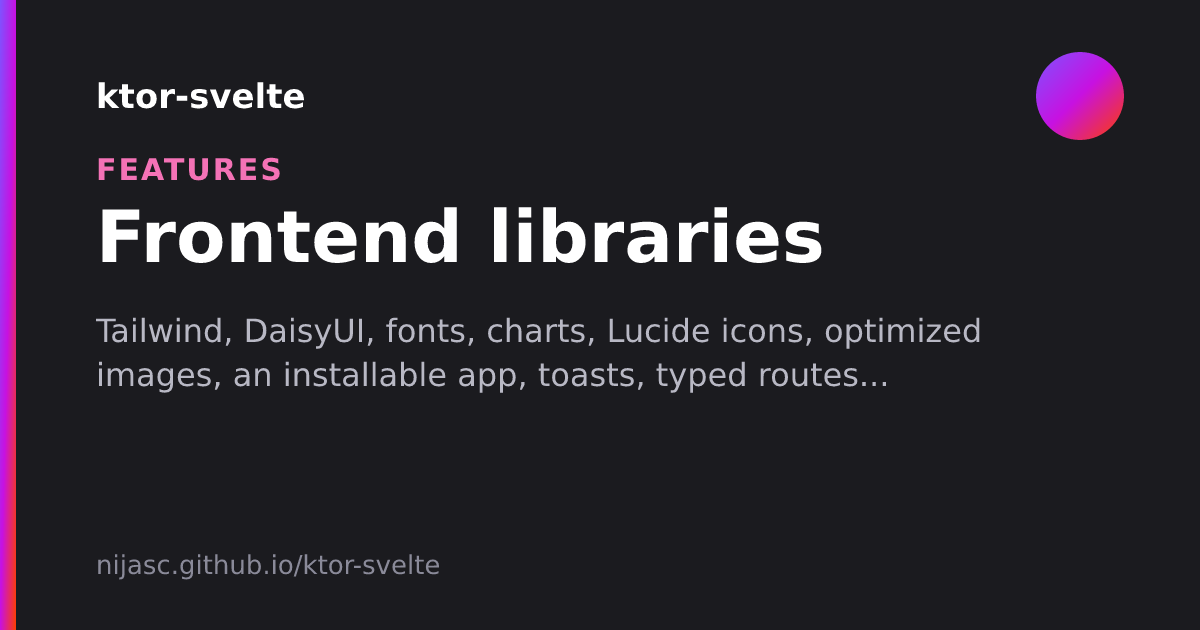 ktor-svelte
FEATURES
Frontend libraries
Tailwind, DaisyUI, fonts, charts, Lucide icons, optimized
images, an installable app, toasts, typed routes...
nijasc.github.io/ktor-svelte